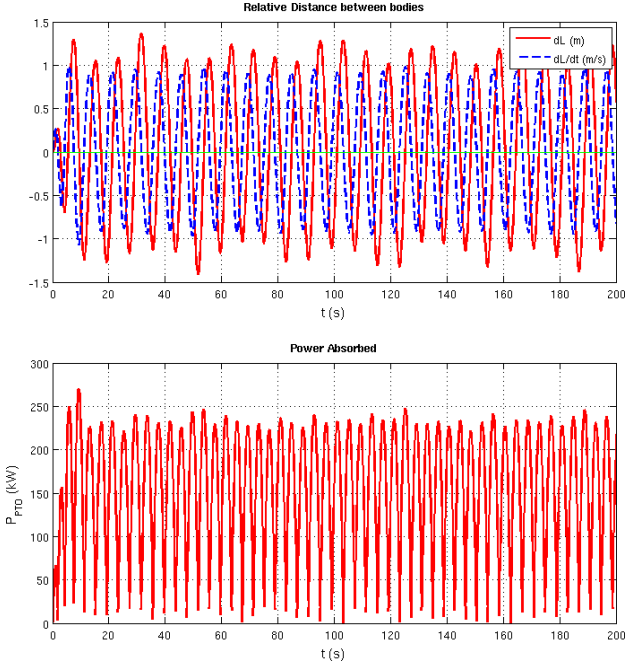 Relative Distance between bodies
1.5
1
0.5
0
-0.5
-1
-1.5
dL (m)
dL/dt (m/s)
0 20 40 60 80 100 120 140 160 180 200
t (s)
Power Absorbed
300
250
200
150
100
50
0
P_PTO (kW)
0 20 40 60 80 100 120 140 160 180 200
t (s)